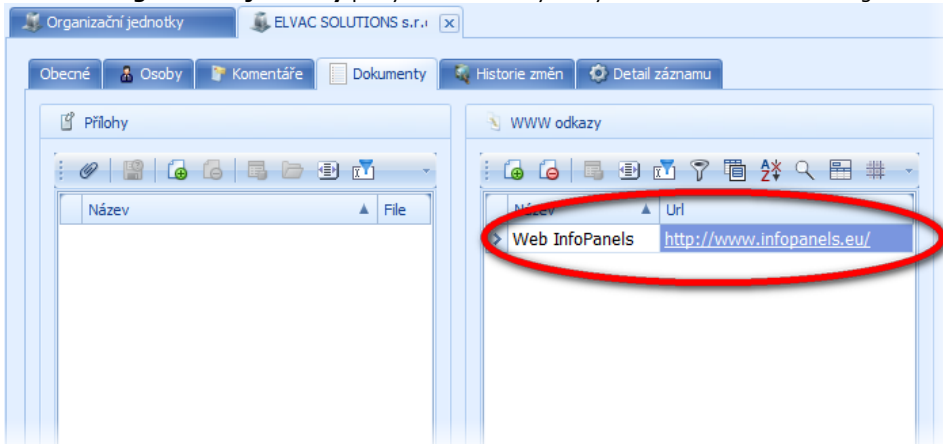 Organizační jednotky
ELVAC SOLUTIONS s.r.
Obecné
Osoby
Komentáře
Dokumenty
Historie změn
Detail záznamu
Přílohy
WWW odkazy
Název
File
Název
Url
Web InfoPanels
http://www.infopanels.eu/